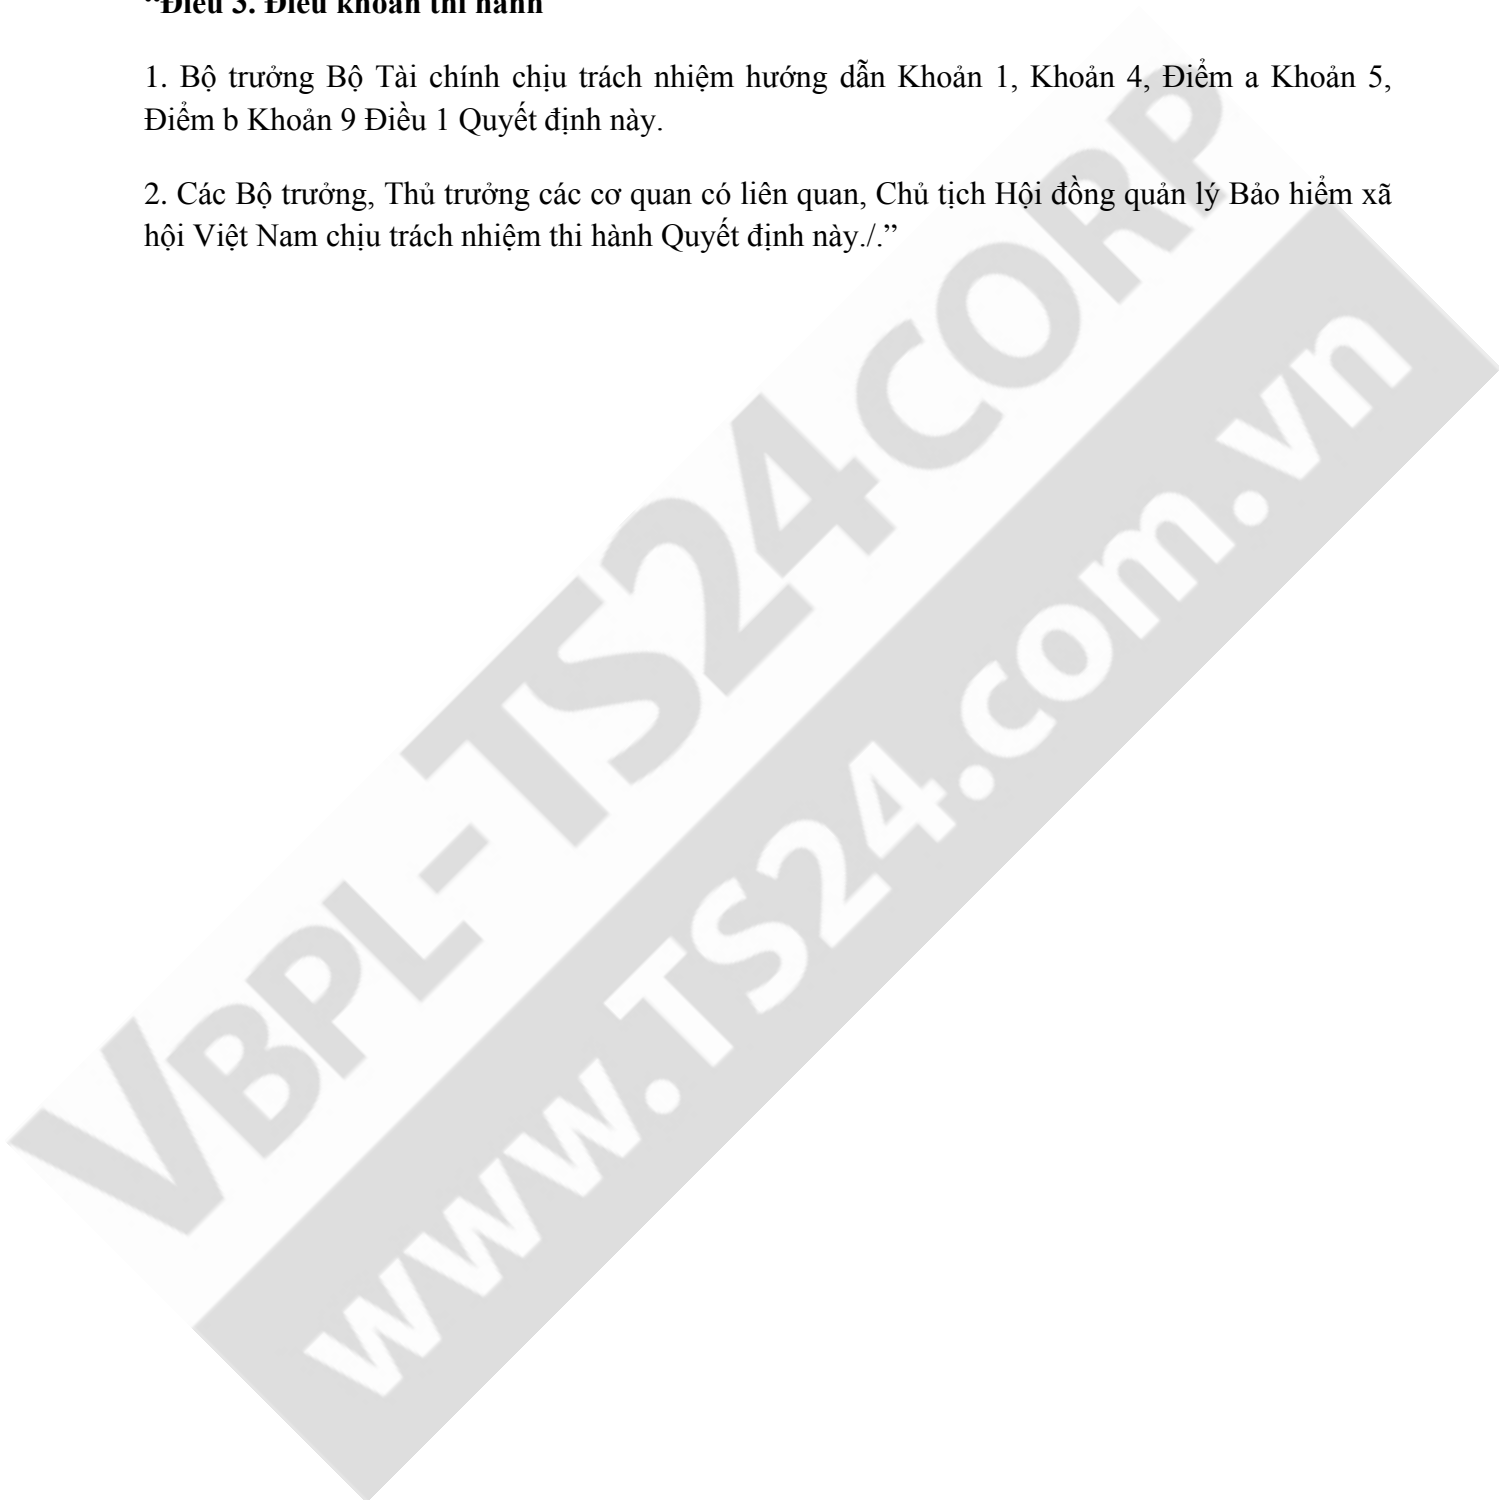 “Điều 3. Điều khoản thi hành
1. Bộ trưởng Bộ Tài chính chịu trách nhiệm hướng dẫn Khoản 1, Khoản 4, Điểm a Khoản 5,
Điểm b Khoản 9 Điều 1 Quyết định này.
2. Các Bộ trưởng, Thủ trưởng các cơ quan có liên quan, Chủ tịch Hội đồng quản lý Bảo hiểm xã
hội Việt Nam chịu trách nhiệm thi hành Quyết định này./.”
VBPL-TS24CORP
www.TS24.com.vn